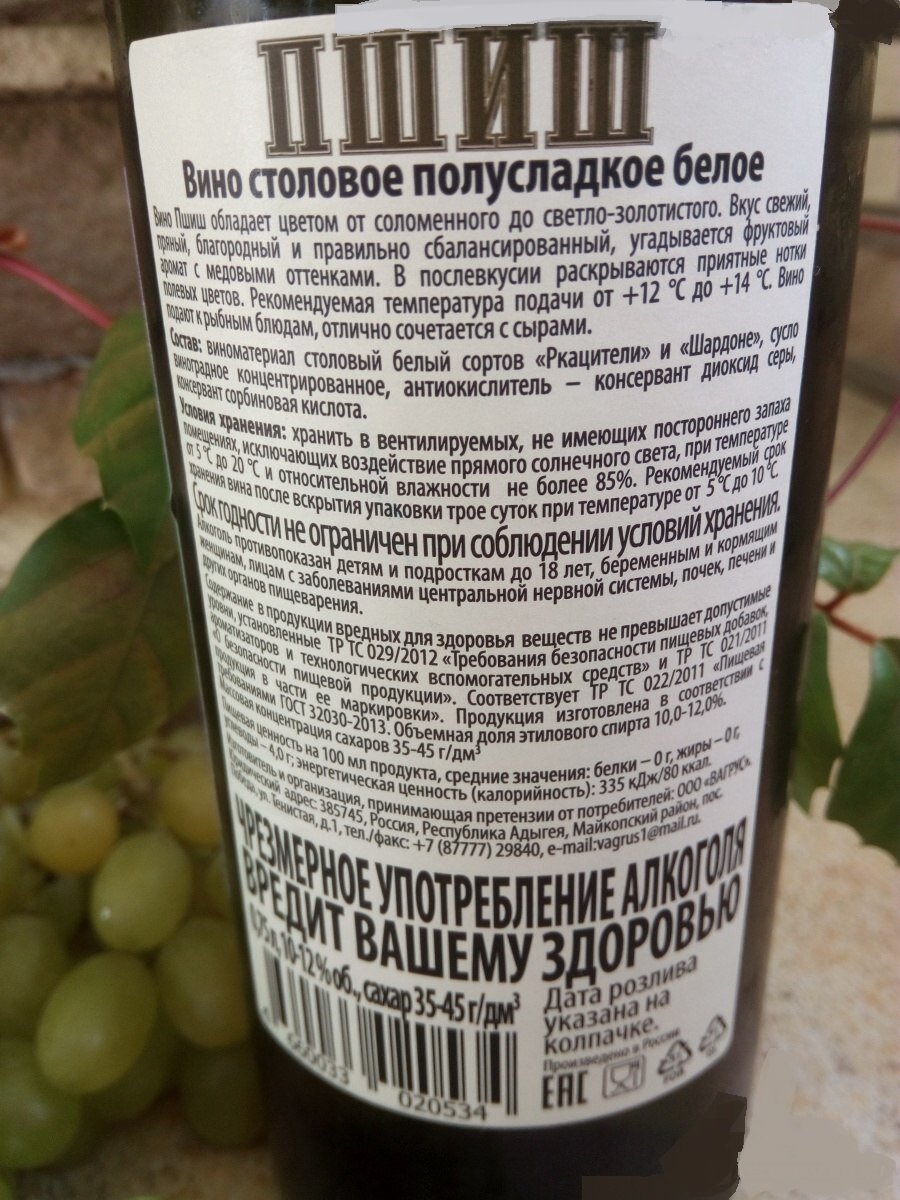 ПШИШ
Вино столовое полусладкое белое
Вино Пшиш обладает цветом от соломенного до светло-золотистого. Вкус свежий,
пряный, благородный и правильно сбалансированный, угадывается фруктовый
аромат с медовыми оттенками. В послевкусии раскрываются приятные нотки
полевых цветов. Рекомендуемая температура подачи от +12 °С до +14 °С. Вино
подают к рыбным блюдам, отлично сочетается с сырами.
Состав: виноматериал столовый белый сортов «Ркацители» и «Шардоне», сусло
виноградное концентрированное, антиокислитель – консервант диоксид серы,
консервант сорбиновая кислота.
Условия хранения: хранить в вентилируемых, не имеющих постороннего запаха
помещениях, исключающих воздействие прямого солнечного света, при температуре
от 5 °С до 20 °С и относительной влажности не более 85%. Рекомендуемый срок
хранения вина после вскрытия упаковки трое суток при температуре от 5 °С до 10 °С.
Срок годности не ограничен при соблюдении условий хранения.
Алкоголь противопоказан детям и подросткам до 18 лет, беременным и кормящим
женщинам, лицам с заболеваниями центральной нервной системы, почек, печени и
других органов пищеварения.
Содержание в продукции вредных для здоровья веществ не превышает допустимые
уровни, установленные ТР ТС 029/2012 «Требования безопасности пищевых добавок,
ароматизаторов и технологических вспомогательных средств» и ТР ТС 021/2011
«О безопасности пищевой продукции». Соответствует ТР ТС 022/2011 «Пищевая
продукция в части ее маркировки». Продукция изготовлена в соответствии с
требованиями ГОСТ 32030-2013. Объемная доля этилового спирта 10,0-12,0%.
Массовая концентрация сахаров 35-45 г/дм³
Пищевая ценность на 100 мл продукта, средние значения: белки – 0 г, жиры – 0 г,
углеводы – 4,0 г; энергетическая ценность (калорийность): 335 кДж/80 ккал.
Изготовитель и организация, принимающая претензии от потребителей: ООО «ВАГРУС».
Юридический адрес: 385745, Россия, Республика Адыгея, Майкопский район, пос.
Победа, ул. Тенистая, д.1, тел./факс: +7 (87777) 29840, e-mail:vagrus1@mail.ru.
ЧРЕЗМЕРНОЕ УПОТРЕБЛЕНИЕ АЛКОГОЛЯ
ВРЕДИТ ВАШЕМУ ЗДОРОВЬЮ
0,75 л, 10-12 % об., сахар 35-45 г/дм³
Дата розлива
указана на
колпачке.
Произведено в России
EAC
020534